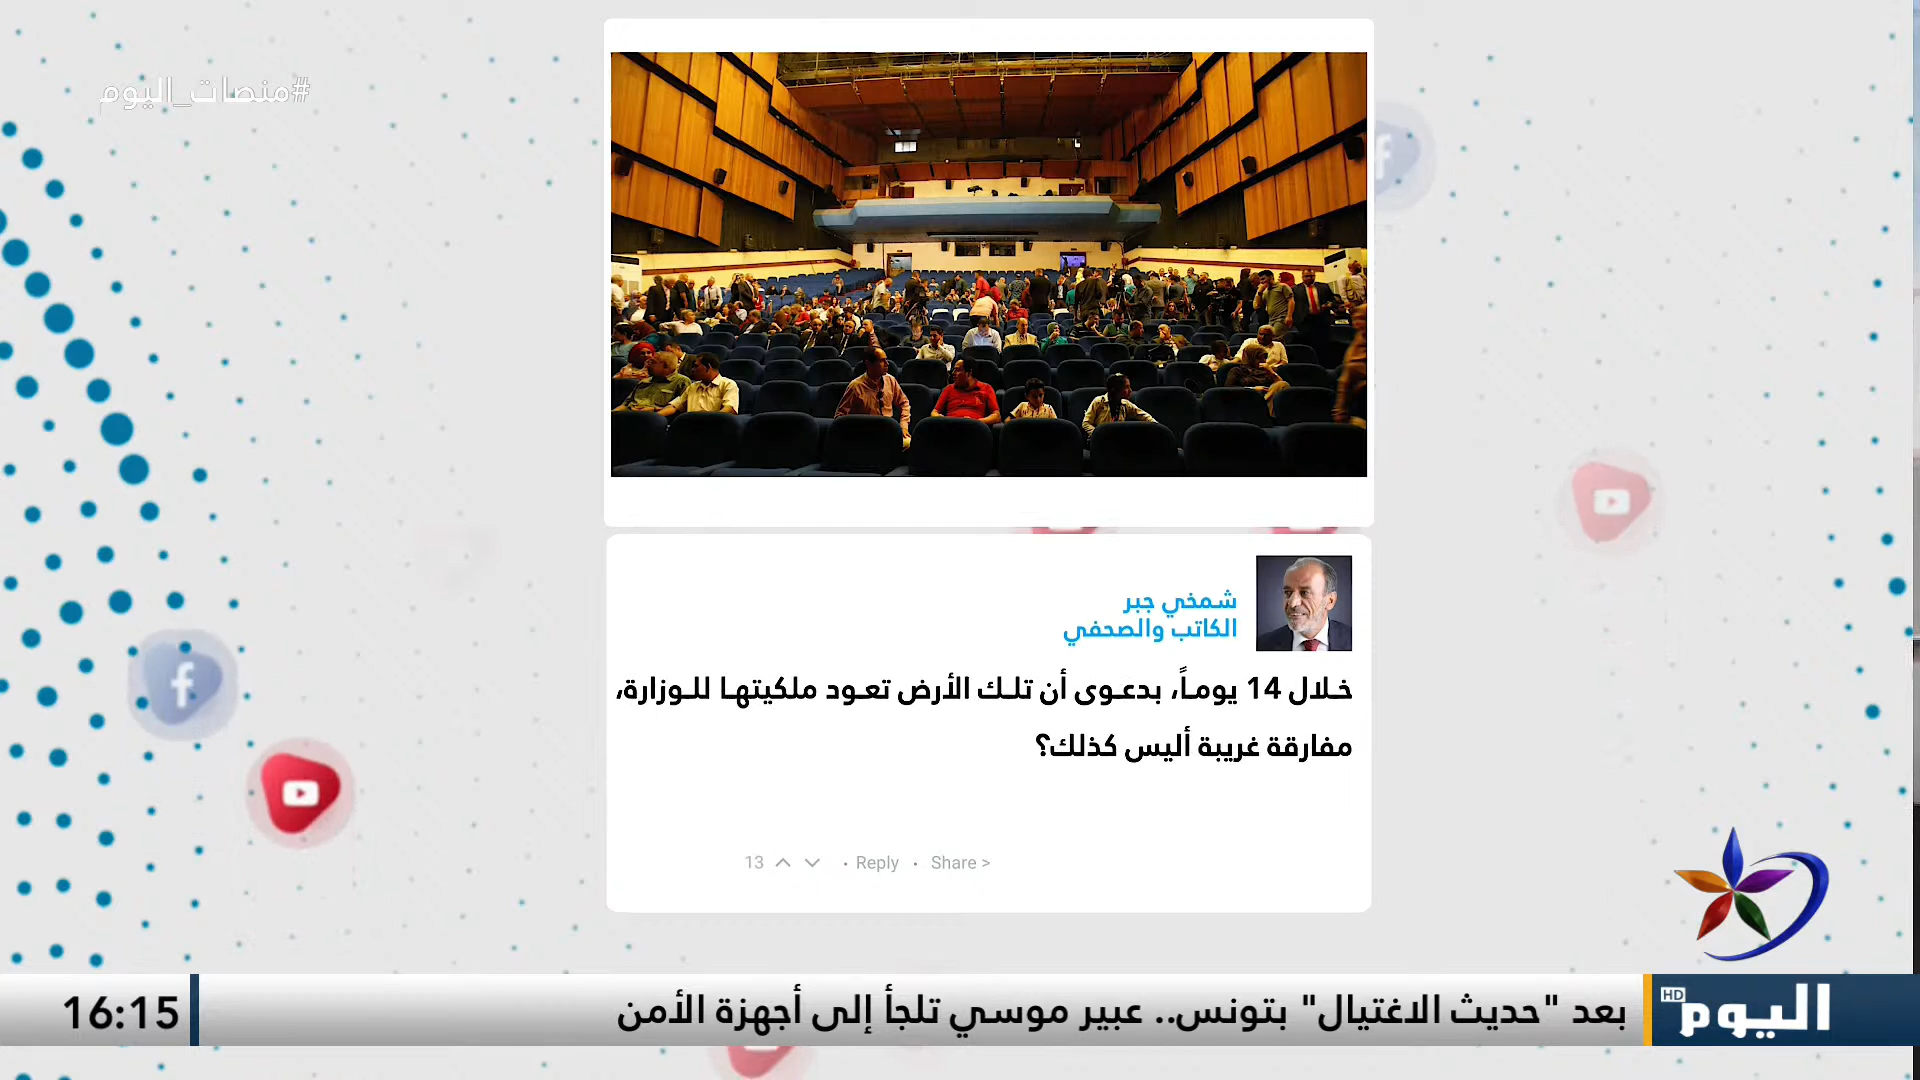 #منصات_اليوم
شمخي جبر
الكاتب والصحفي
خلال 14 يوماً، بدعوى أن تلك الأرض تعود ملكيتها للوزارة،
مفارقة غريبة أليس كذلك؟
13 · Reply · Share >
بعد "حديث الاغتيال" بتونس.. عبير موسي تلجأ إلى أجهزة الأمن
اليوم HD
16:15